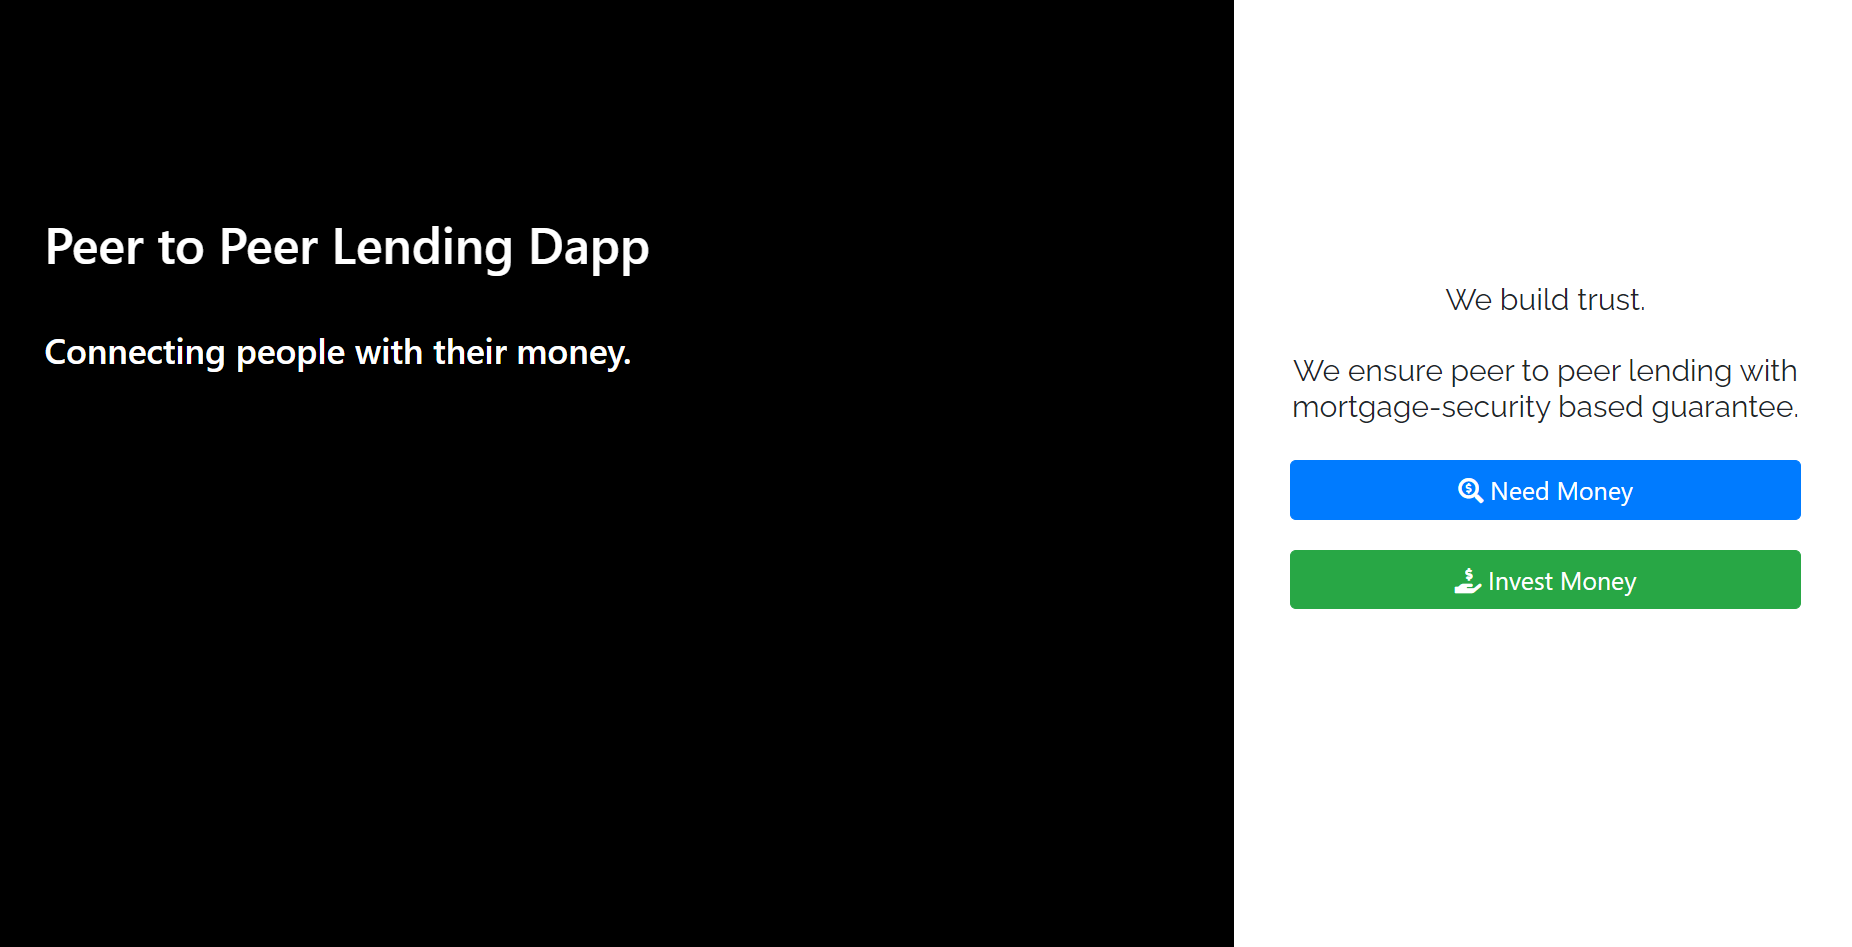 Peer to Peer Lending Dapp
Connecting people with their money.
We build trust.
We ensure peer to peer lending with
mortgage-security based guarantee.
Need Money
Invest Money